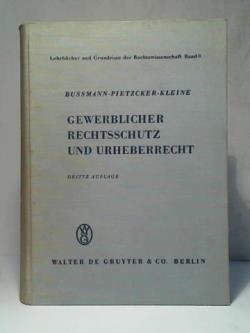 Lehrbücher und Grundrisse der Rechtswissenschaft Band 8
BUSSMANN-PIETZCKER-KLEINE
GEWERBLICHER
RECHTSSCHUTZ
UND URHEBERRECHT
DRITTE AUFLAGE
WALTER DE GRUYTER & CO. BERLIN